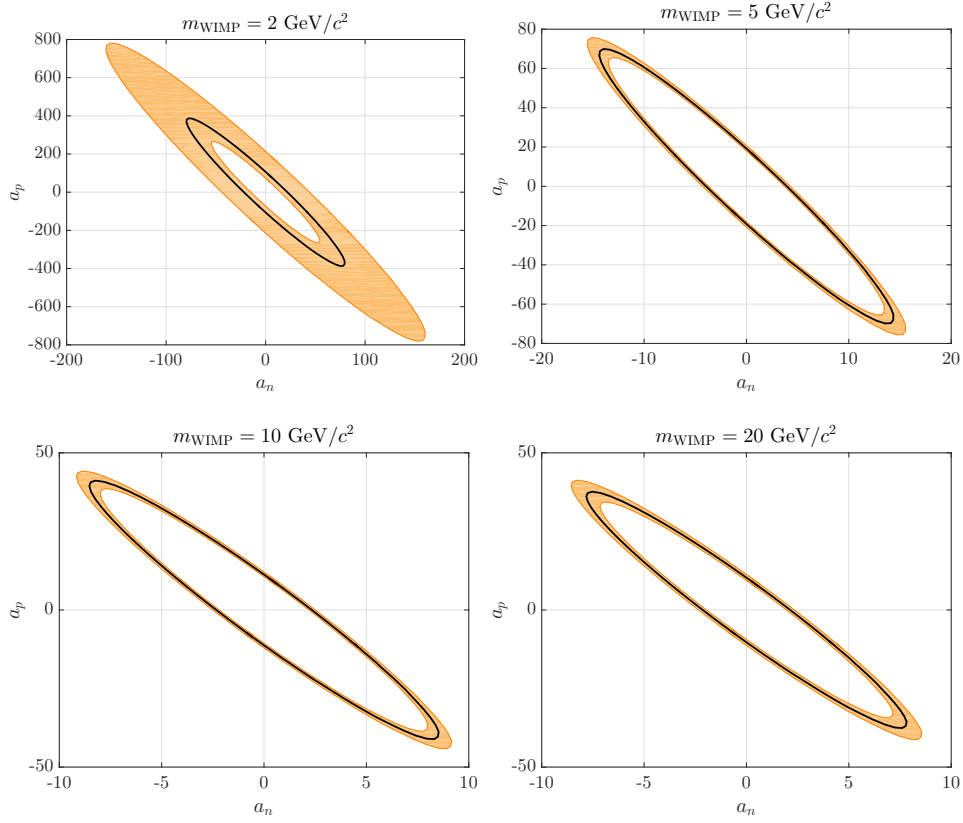 m_WIMP = 2 GeV/c²
800
600
400
200
0
-200
-400
-600
-800
a_p
-200 -100 0 100 200
a_n
m_WIMP = 5 GeV/c²
80
60
40
20
0
-20
-40
-60
-80
a_p
-20 -10 0 10 20
a_n
m_WIMP = 10 GeV/c²
50
0
-50
a_p
-10 -5 0 5 10
a_n
m_WIMP = 20 GeV/c²
50
0
-50
a_p
-10 -5 0 5 10
a_n